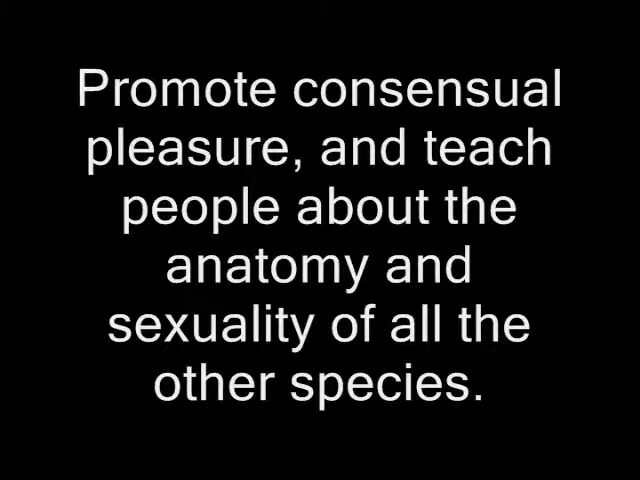 Promote consensual
pleasure, and teach
people about the
anatomy and
sexuality of all the
other species.